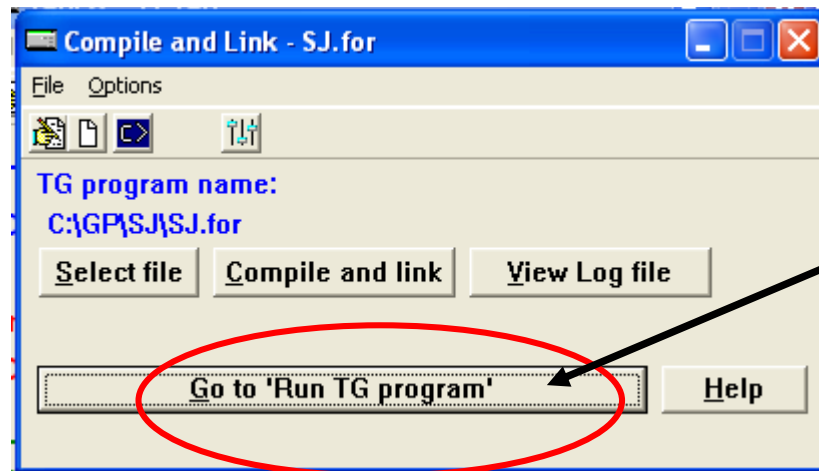 Compile and Link - SJ.for
File Options
C>
TG program name:
C:\GP\SJ\SJ.for
Select file Compile and link View Log file
Go to 'Run TG program' Help